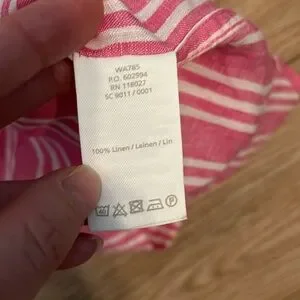 WA785
P.O. 602994
RN 118027
SC 9011 / 0001
100% Linen / Leinen / Lin